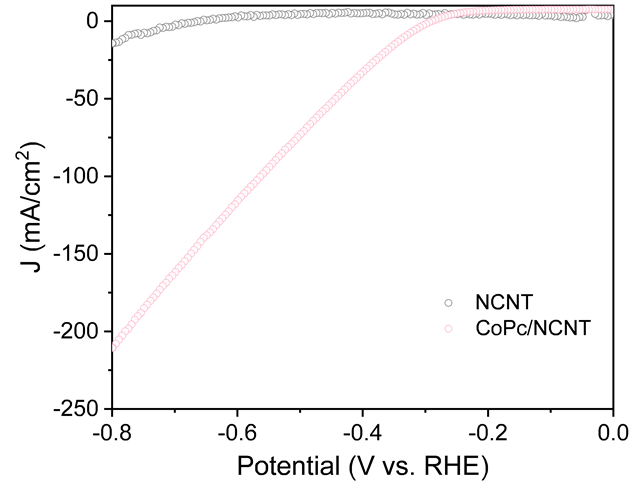 0
-50
-100
-150
-200
-250
J (mA/cm²)
NCNT
CoPc/NCNT
-0.8 -0.6 -0.4 -0.2 0.0
Potential (V vs. RHE)